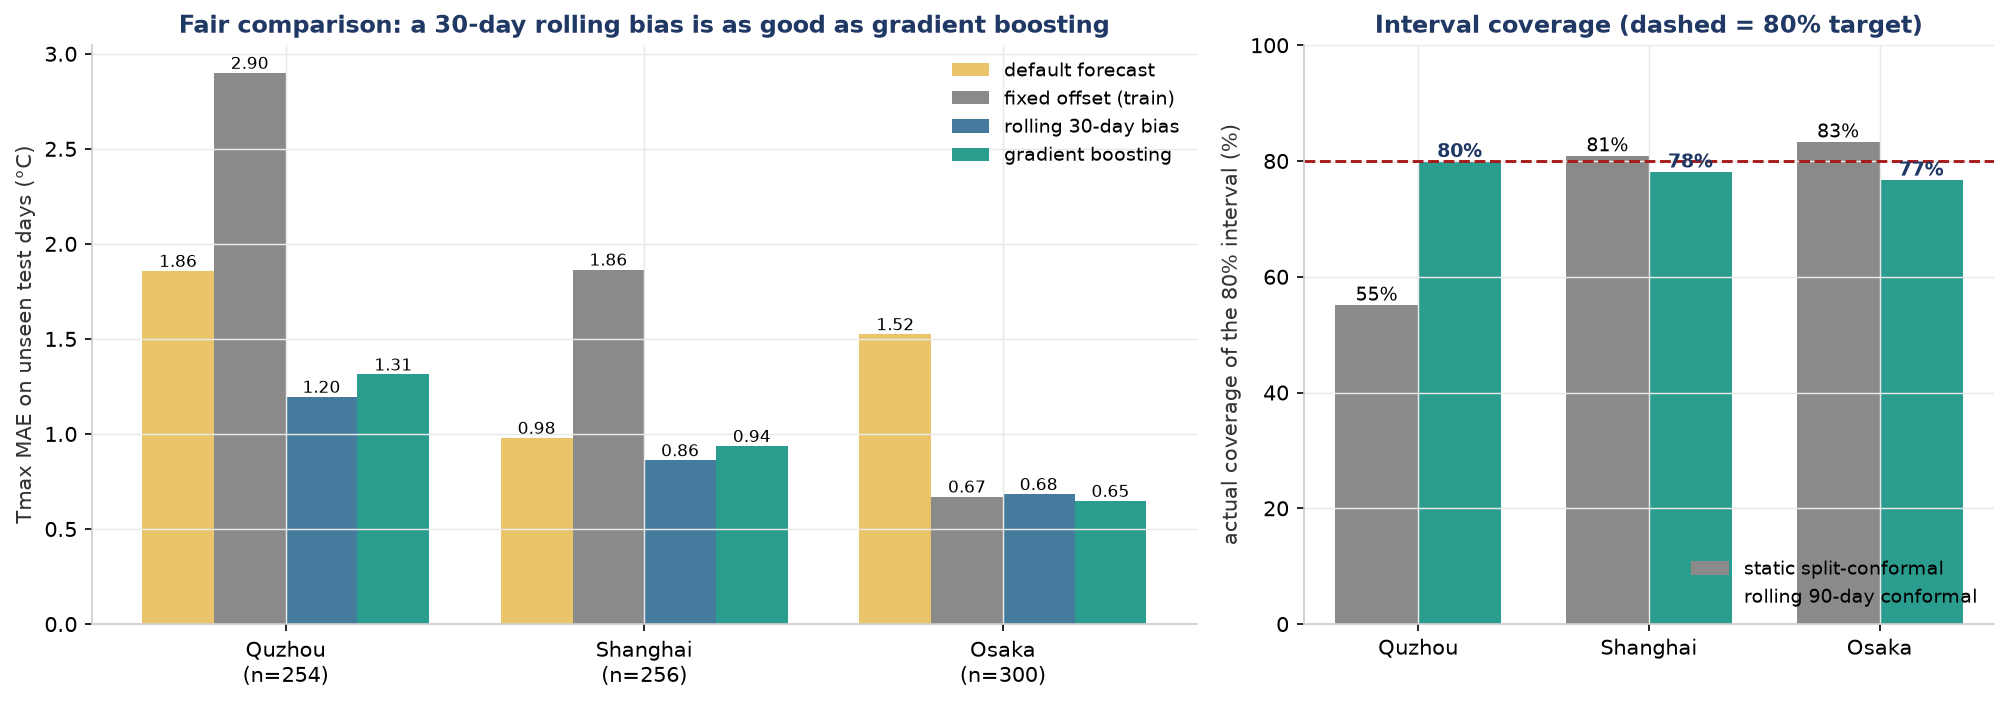 Fair comparison: a 30-day rolling bias is as good as gradient boosting
Tmax MAE on unseen test days (°C)
3.0
2.5
2.0
1.5
1.0
0.5
0.0
default forecast
fixed offset (train)
rolling 30-day bias
gradient boosting
1.86
2.90
1.20
1.31
0.98
1.86
0.86
0.94
1.52
0.67
0.68
0.65
Quzhou
(n=254)
Shanghai
(n=256)
Osaka
(n=300)
Interval coverage (dashed = 80% target)
actual coverage of the 80% interval (%)
100
80
60
40
20
0
55%
80%
81%
78%
83%
77%
static split-conformal
rolling 90-day conformal
Quzhou
Shanghai
Osaka